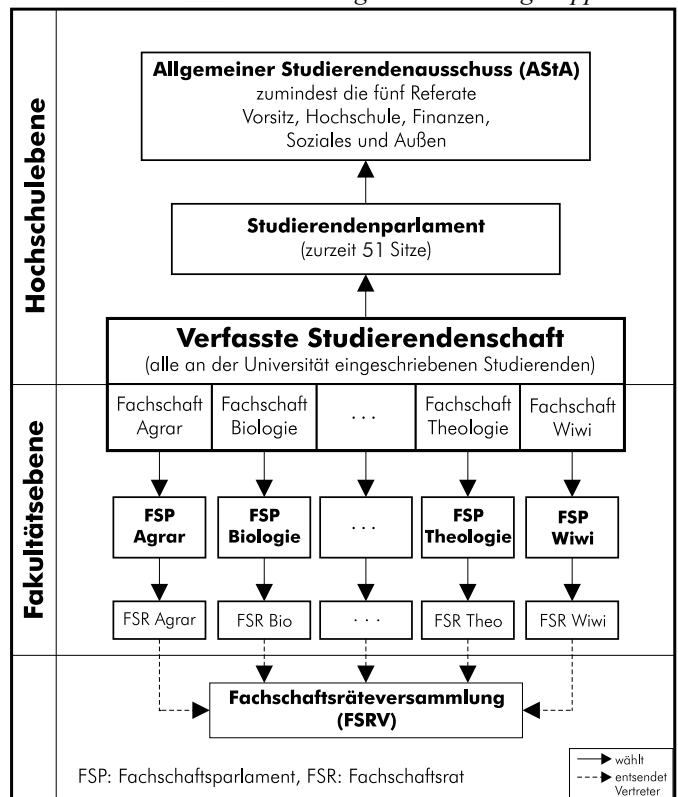 Hochschulebene
Allgemeiner Studierendenausschuss (AStA)
zumindest die fünf Referate
Vorsitz, Hochschule, Finanzen,
Soziales und Außen
Studierendenparlament
(zurzeit 51 Sitze)
Verfasste Studierendenschaft
(alle an der Universität eingeschriebenen Studierenden)
Fakultätsebene
Fachschaft Agrar
Fachschaft Biologie
. . .
Fachschaft Theologie
Fachschaft Wiwi
FSP Agrar
FSP Biologie
. . .
FSP Theologie
FSP Wiwi
FSR Agrar
FSR Bio
. . .
FSR Theo
FSR Wiwi
Fachschaftsräteversammlung
(FSRV)
FSP: Fachschaftsparlament, FSR: Fachschaftsrat
wählt
entsendet
Vertreter